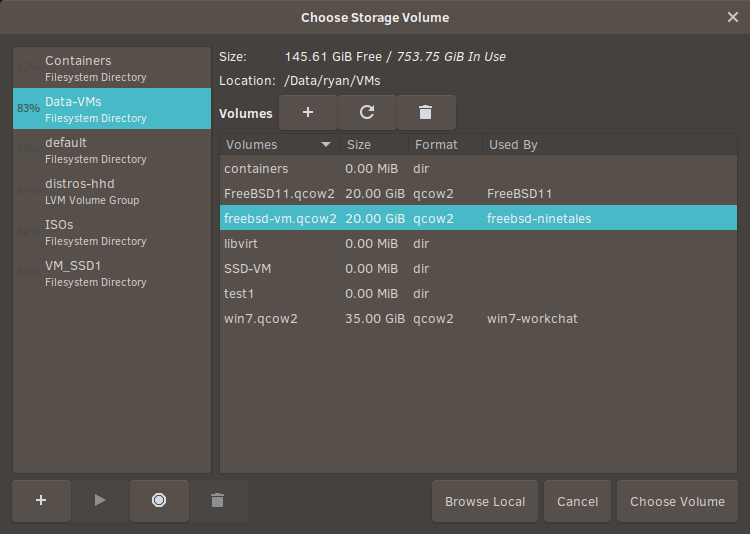 Choose Storage Volume
Containers
Filesystem Directory
83% Data-VMs
Filesystem Directory
default
Filesystem Directory
distros-hhd
LVM Volume Group
ISOs
Filesystem Directory
VM_SSD1
Filesystem Directory
Size: 145.61 GiB Free / 753.75 GiB In Use
Location: /Data/ryan/VMs
Volumes
Volumes Size Format Used By
containers 0.00 MiB dir
FreeBSD11.qcow2 20.00 GiB qcow2 FreeBSD11
freebsd-vm.qcow2 20.00 GiB qcow2 freebsd-ninetales
libvirt 0.00 MiB dir
SSD-VM 0.00 MiB dir
test1 0.00 MiB dir
win7.qcow2 35.00 GiB qcow2 win7-workchat
Browse Local
Cancel
Choose Volume